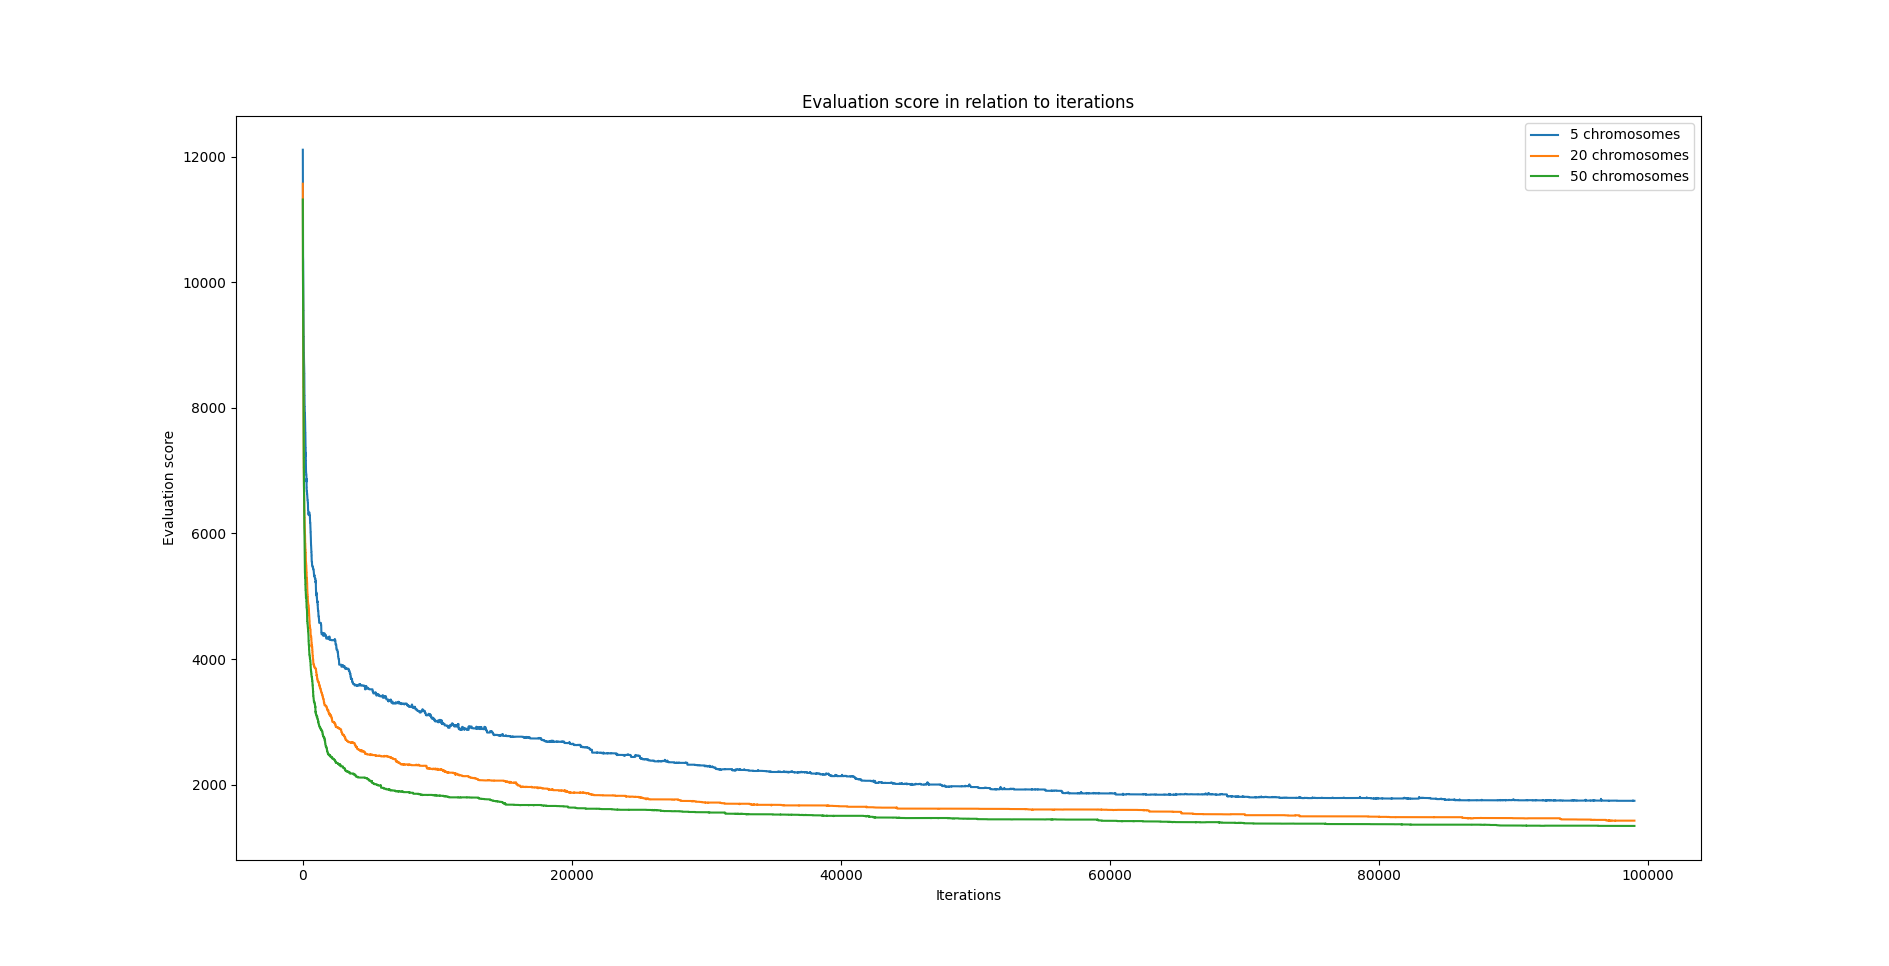 Evaluation score in relation to iterations
5 chromosomes
20 chromosomes
50 chromosomes
12000
10000
8000
6000
4000
2000
Evaluation score
0
20000
40000
60000
80000
100000
Iterations